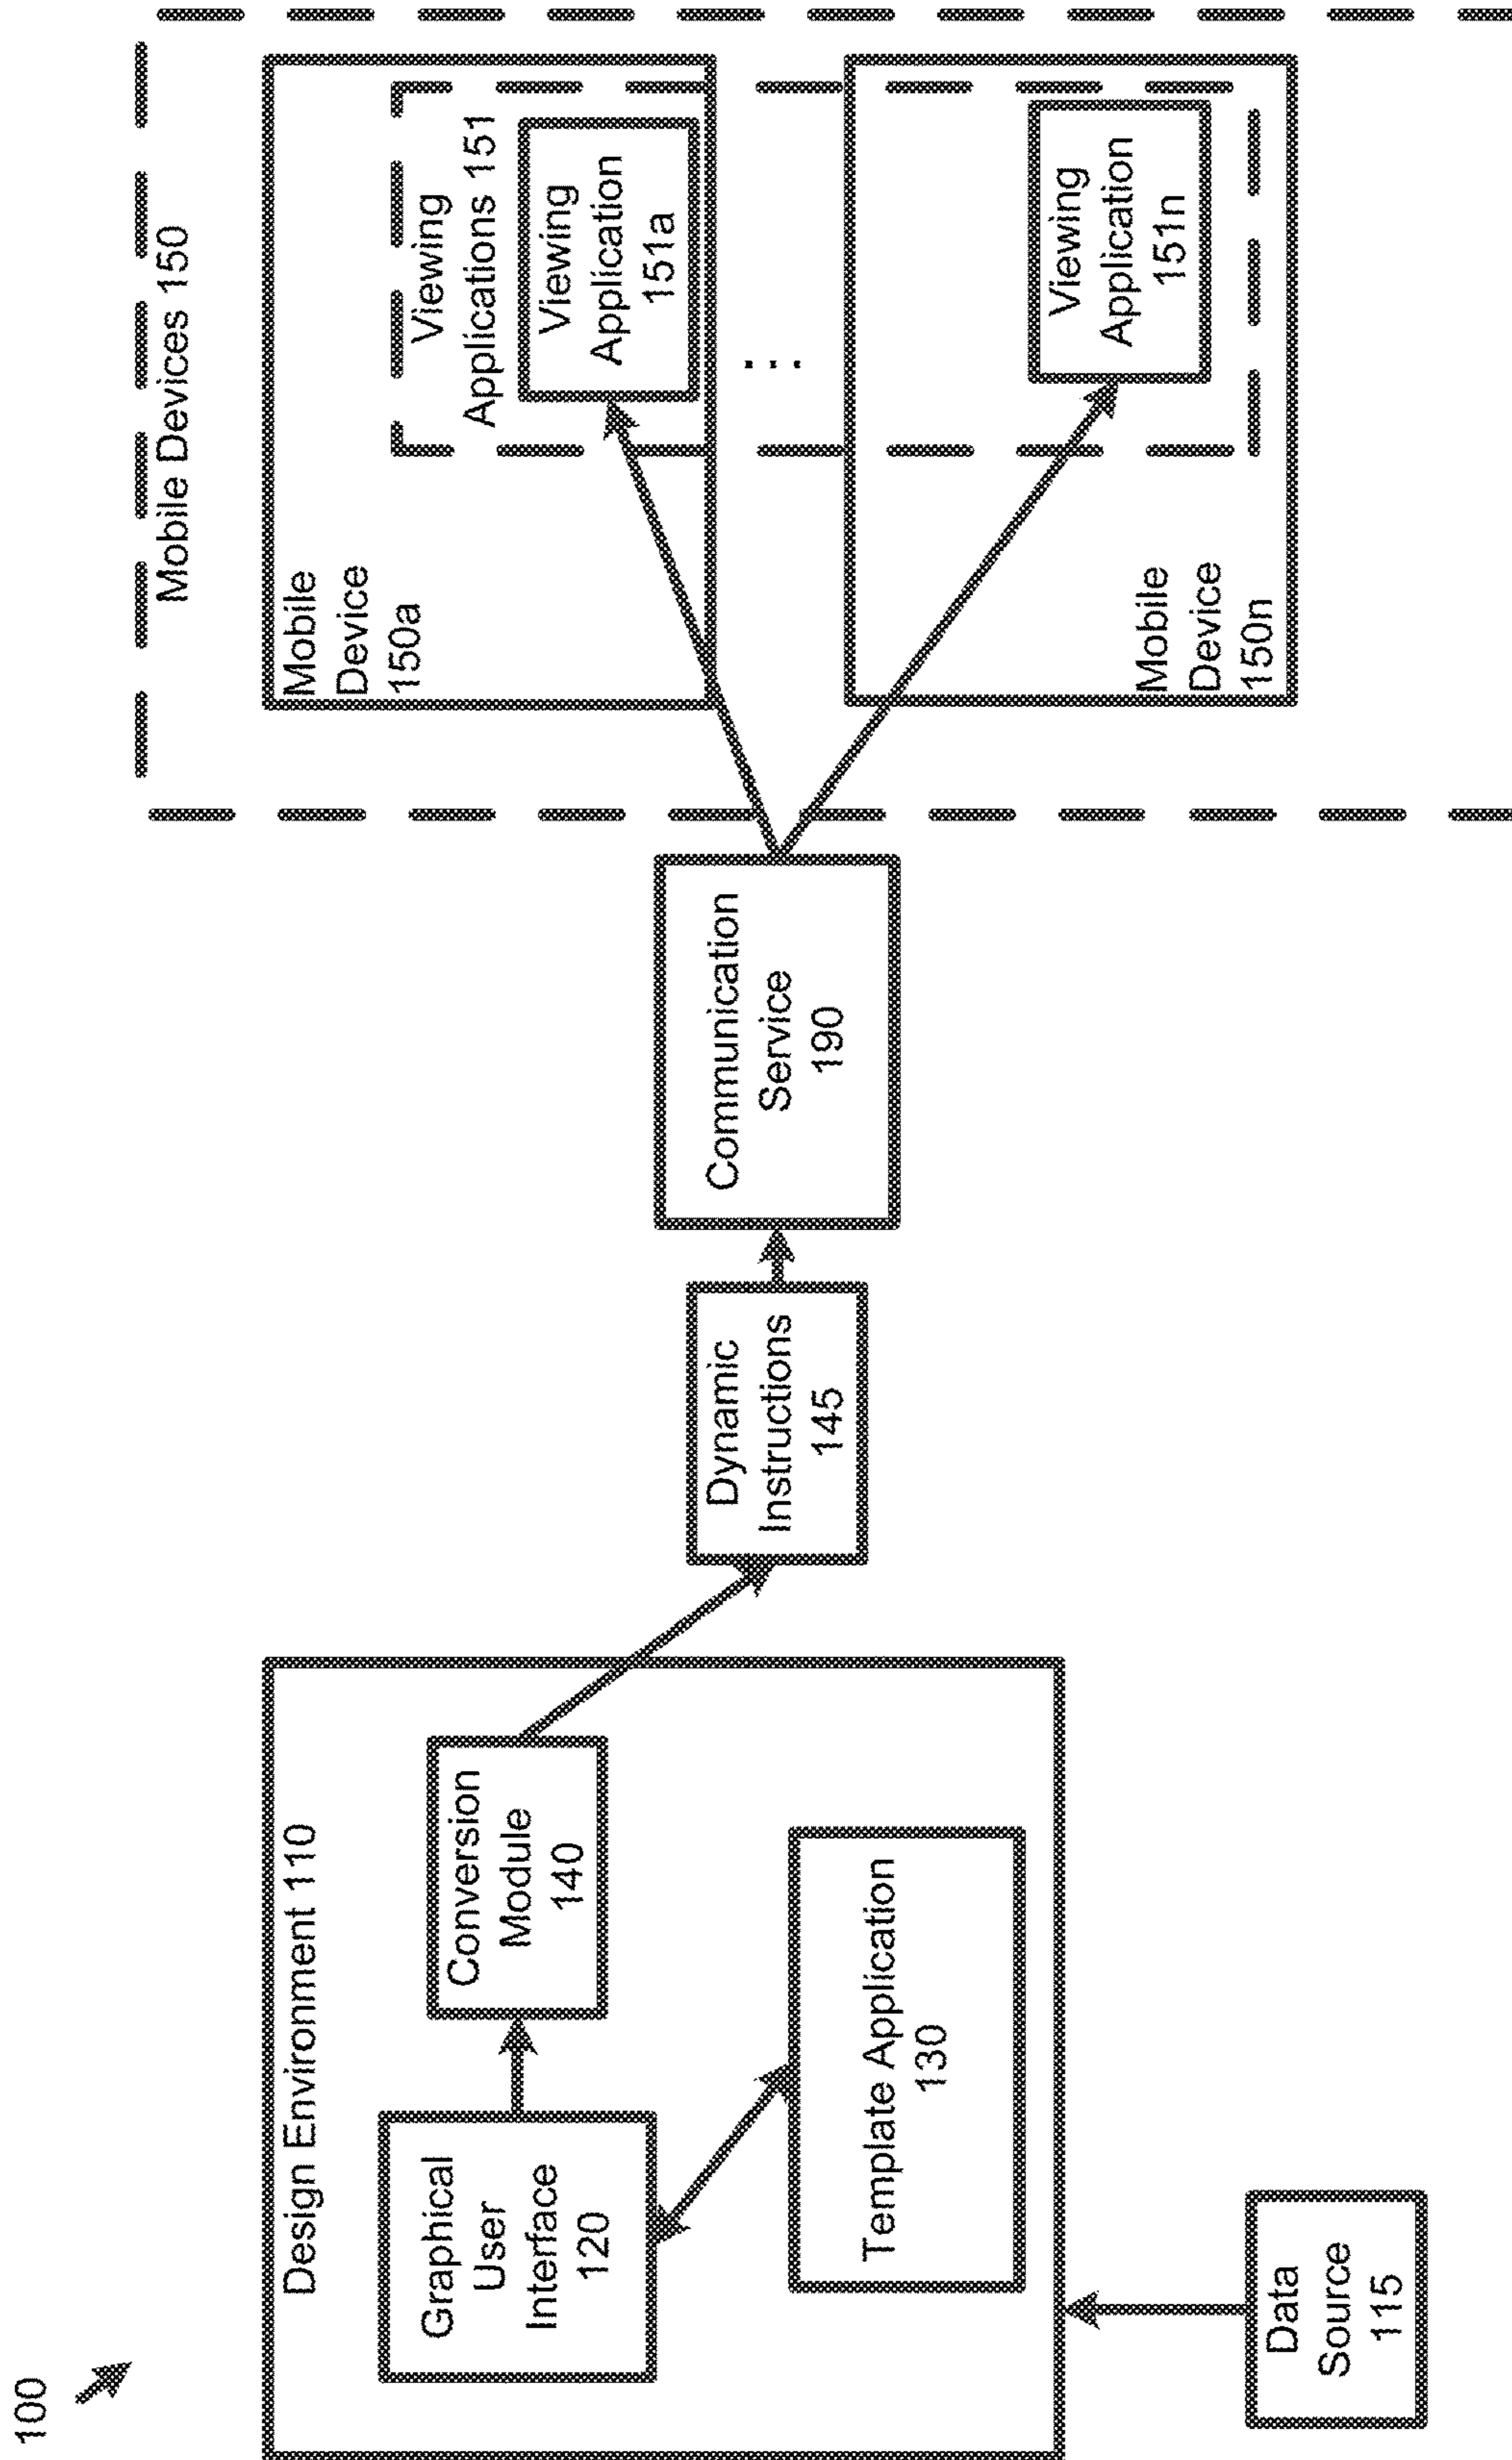 100
Design Environment 110
Graphical
User
Interface
120
Conversion
Module
140
Template Application
130
Data
Source
115
Dynamic
Instructions
145
Communication
Service
190
Mobile Devices 150
Mobile
Device
150a
Viewing
Applications 151
Viewing
Application
151a
...
Mobile
Device
150n
Viewing
Application
151n